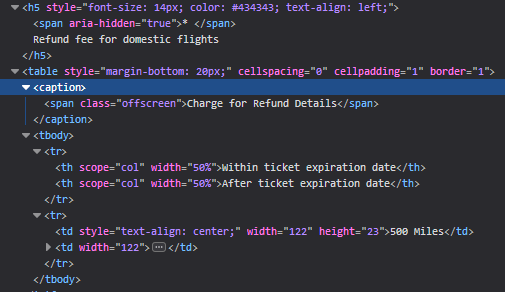 <h5 style="font-size: 14px; color: #434343; text-align: left;">
<span aria-hidden="true">* </span>
Refund fee for domestic flights
</h5>
<table style="margin-bottom: 20px;" cellspacing="0" cellpadding="1" border="1">
<caption>
<span class="offscreen">Charge for Refund Details</span>
</caption>
<tbody>
<tr>
<th scope="col" width="50%">Within ticket expiration date</th>
<th scope="col" width="50%">After ticket expiration date</th>
</tr>
<tr>
<td style="text-align: center;" width="122" height="23">500 Miles</td>
<td width="122">...</td>
</tr>
</tbody>